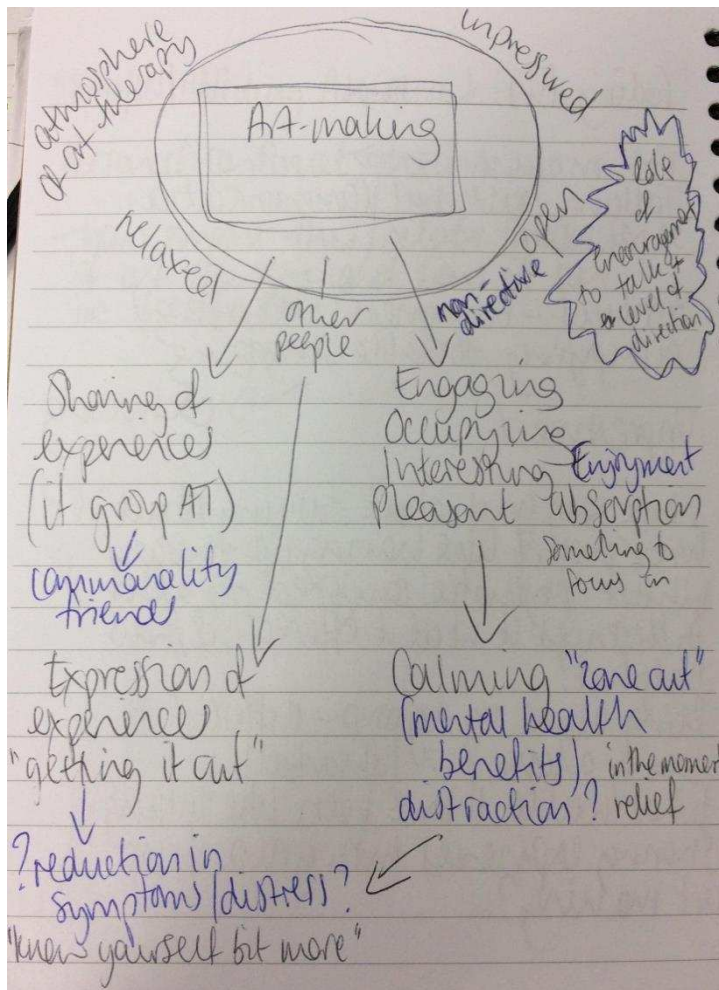 atmosphere
of art therapy
unpressured
Art-making
relaxed
other
people
non-
directive
open
Role
of
encouragement
to talk +
level of
direction
Sharing of
experiences
(if group AT)
commonality
friends
Engaging
Occupying
Interesting Enjoyment
Pleasant absorption
Something to
focus on
Expression of
experience
"getting it out"
Calming "zone out"
(mental health
benefits) in the moment
distraction? relief
? reduction in
symptoms/distress?
"know yourself bit more"